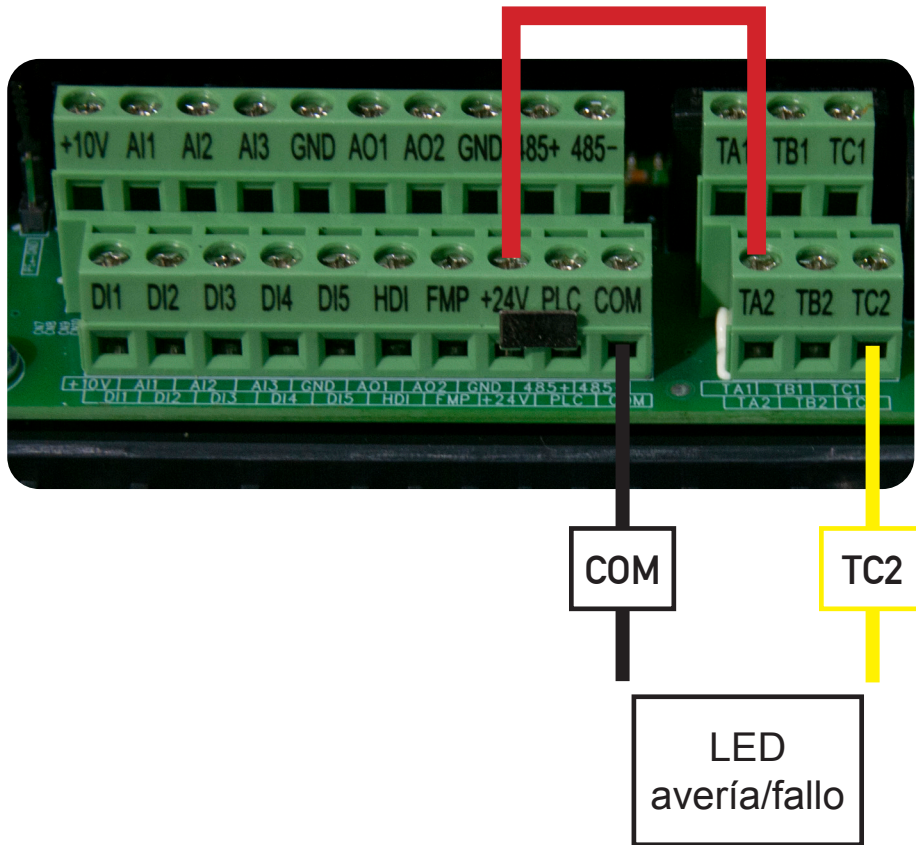 +10V AI1 AI2 AI3 GND AO1 AO2 GND 485+ 485-
TA1 TB1 TC1
DI1 DI2 DI3 DI4 DI5 HDI FMP +24V PLC COM
TA2 TB2 TC2
+10V AI1 AI2 AI3 GND AO1 AO2 GND 485+ 485
DI1 DI2 DI3 DI4 DI5 HDI FMP +24V PLC COM
TA1 TB1 TC1
TA2 TB2
COM
TC2
LED
avería/fallo